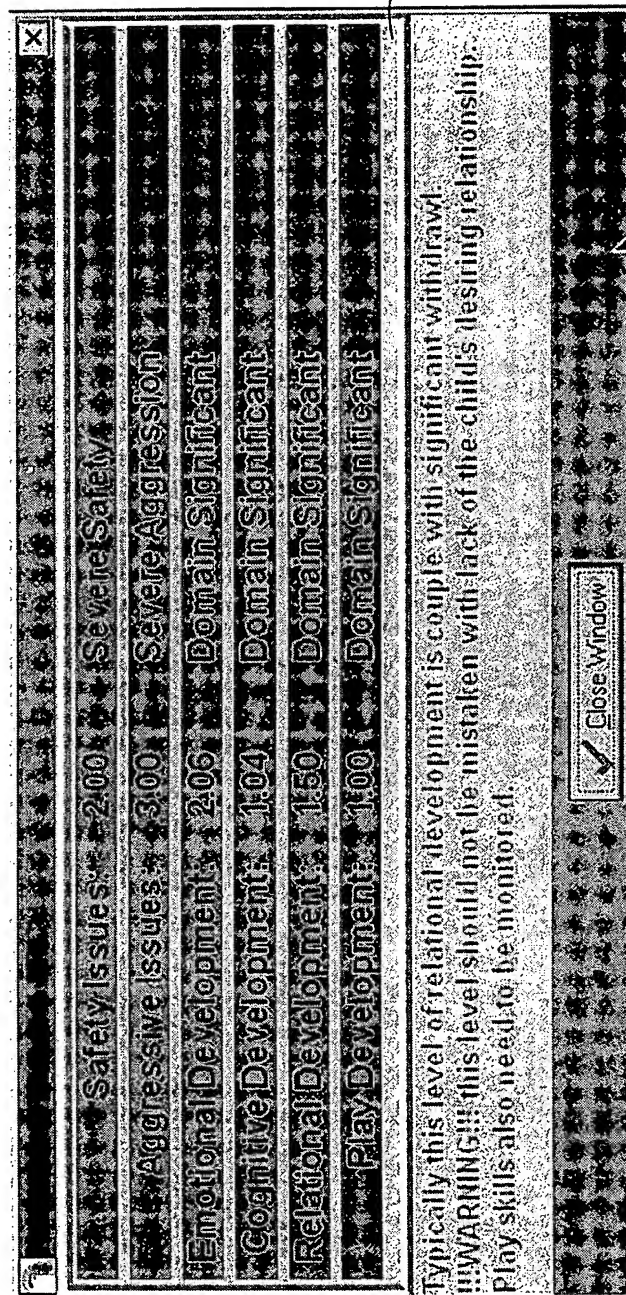 Safety Issues: 2.00 Severe Safety
Aggressive Issues: 3.00 Severe Aggression
Emotional Development: 2.06 Domain Significant
Cognitive Development: 1.04 Domain Significant
Relational Development: 1.50 Domain Significant
Play Development: 1.00 Domain Significant
Typically this level of relational development is couple with significant withdrawl.
!!!WARNING!!! this level should not be mistaken with lack of the child's desiring relationship..
Play skills also need to be monitored.
Close Window